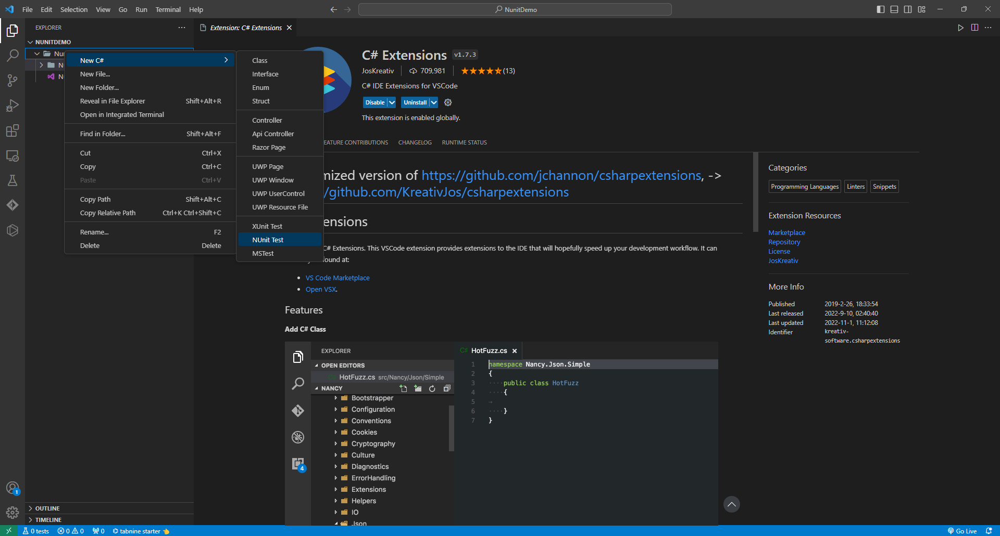 File Edit Selection View Go Run Terminal Help
NunitDemo
EXPLORER
NUNITDEMO
New C#
New File...
New Folder...
Reveal in File Explorer Shift+Alt+R
Open in Integrated Terminal
Find in Folder... Shift+Alt+F
Cut Ctrl+X
Copy Ctrl+C
Paste Ctrl+V
Copy Path Shift+Alt+C
Copy Relative Path Ctrl+K Ctrl+Shift+C
Rename... F2
Delete Delete
Class
Interface
Enum
Struct
Controller
Api Controller
Razor Page
UWP Page
UWP Window
UWP UserControl
UWP Resource File
XUnit Test
NUnit Test
MSTest
Extension: C# Extensions
C# Extensions v1.7.3
JosKreativ 709,981 (13)
C# IDE Extensions for VSCode
Disable Uninstall
This extension is enabled globally.
EATURE CONTRIBUTIONS CHANGELOG RUNTIME STATUS
mized version of https://github.com/jchannon/csharpextensions, ->
/github.com/KreativJos/csharpextensions
ensions
C# Extensions. This VSCode extension provides extensions to the IDE that will hopefully speed up your development workflow. It can
ound at:
VS Code Marketplace
Open VSX.
Features
Add C# Class
EXPLORER
OPEN EDITORS
HotFuzz.cs src/Nancy/Json/Simple
NANCY
Bootstrapper
Configuration
Conventions
Cookies
Cryptography
Culture
Diagnostics
ErrorHandling
Extensions
Helpers
IO
Json
4
C# HotFuzz.cs
1 namespace Nancy.Json.Simple
2 {
3 public class HotFuzz
4 {
5
6 }
7 }
Categories
Programming Languages Linters Snippets
Extension Resources
Marketplace
Repository
License
JosKreativ
More Info
Published 2019-2-26, 18:33:54
Last released 2022-9-10, 02:40:40
Last updated 2022-11-1, 11:12:08
Identifier kreativ-
software.csharpextensions
1
OUTLINE
TIMELINE
0 tests 0 0 0 tabnine starter Go Live